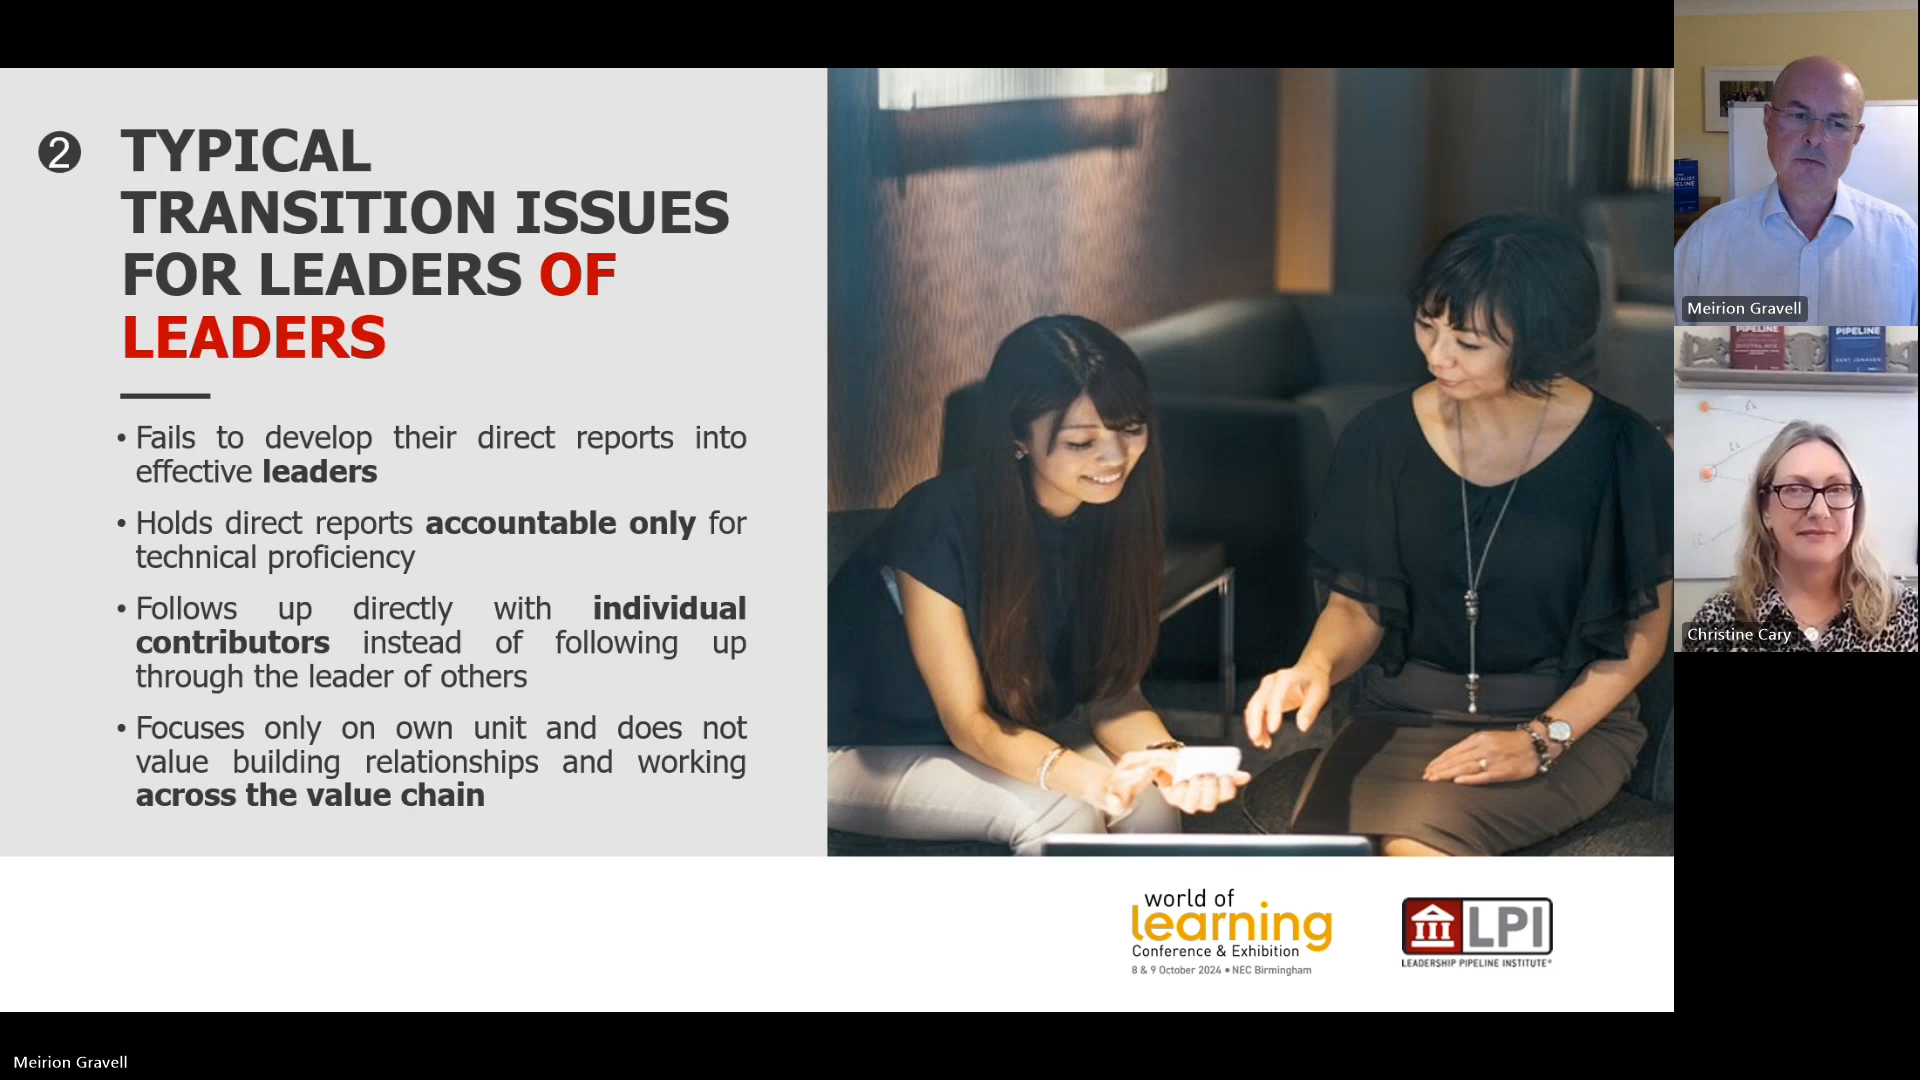 ❷ TYPICAL
TRANSITION ISSUES
FOR LEADERS OF
LEADERS
• Fails to develop their direct reports into
effective leaders
• Holds direct reports accountable only for
technical proficiency
• Follows up directly with individual
contributors instead of following up
through the leader of others
• Focuses only on own unit and does not
value building relationships and working
across the value chain
world of
learning
Conference & Exhibition
8 & 9 October 2024 • NEC Birmingham
LPI
LEADERSHIP PIPELINE INSTITUTE
Meirion Gravell
PIPELINE
PIPELINE
KENT JONASEN
Christine Cary
Meirion Gravell